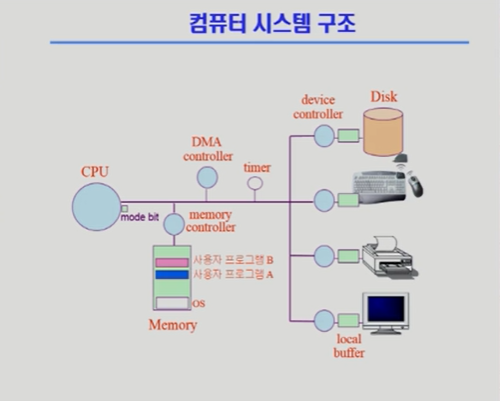 컴퓨터 시스템 구조
device
controller
Disk
DMA
controller
timer
CPU
mode bit
memory
controller
사용자 프로그램 B
사용자 프로그램 A
OS
Memory
local
buffer